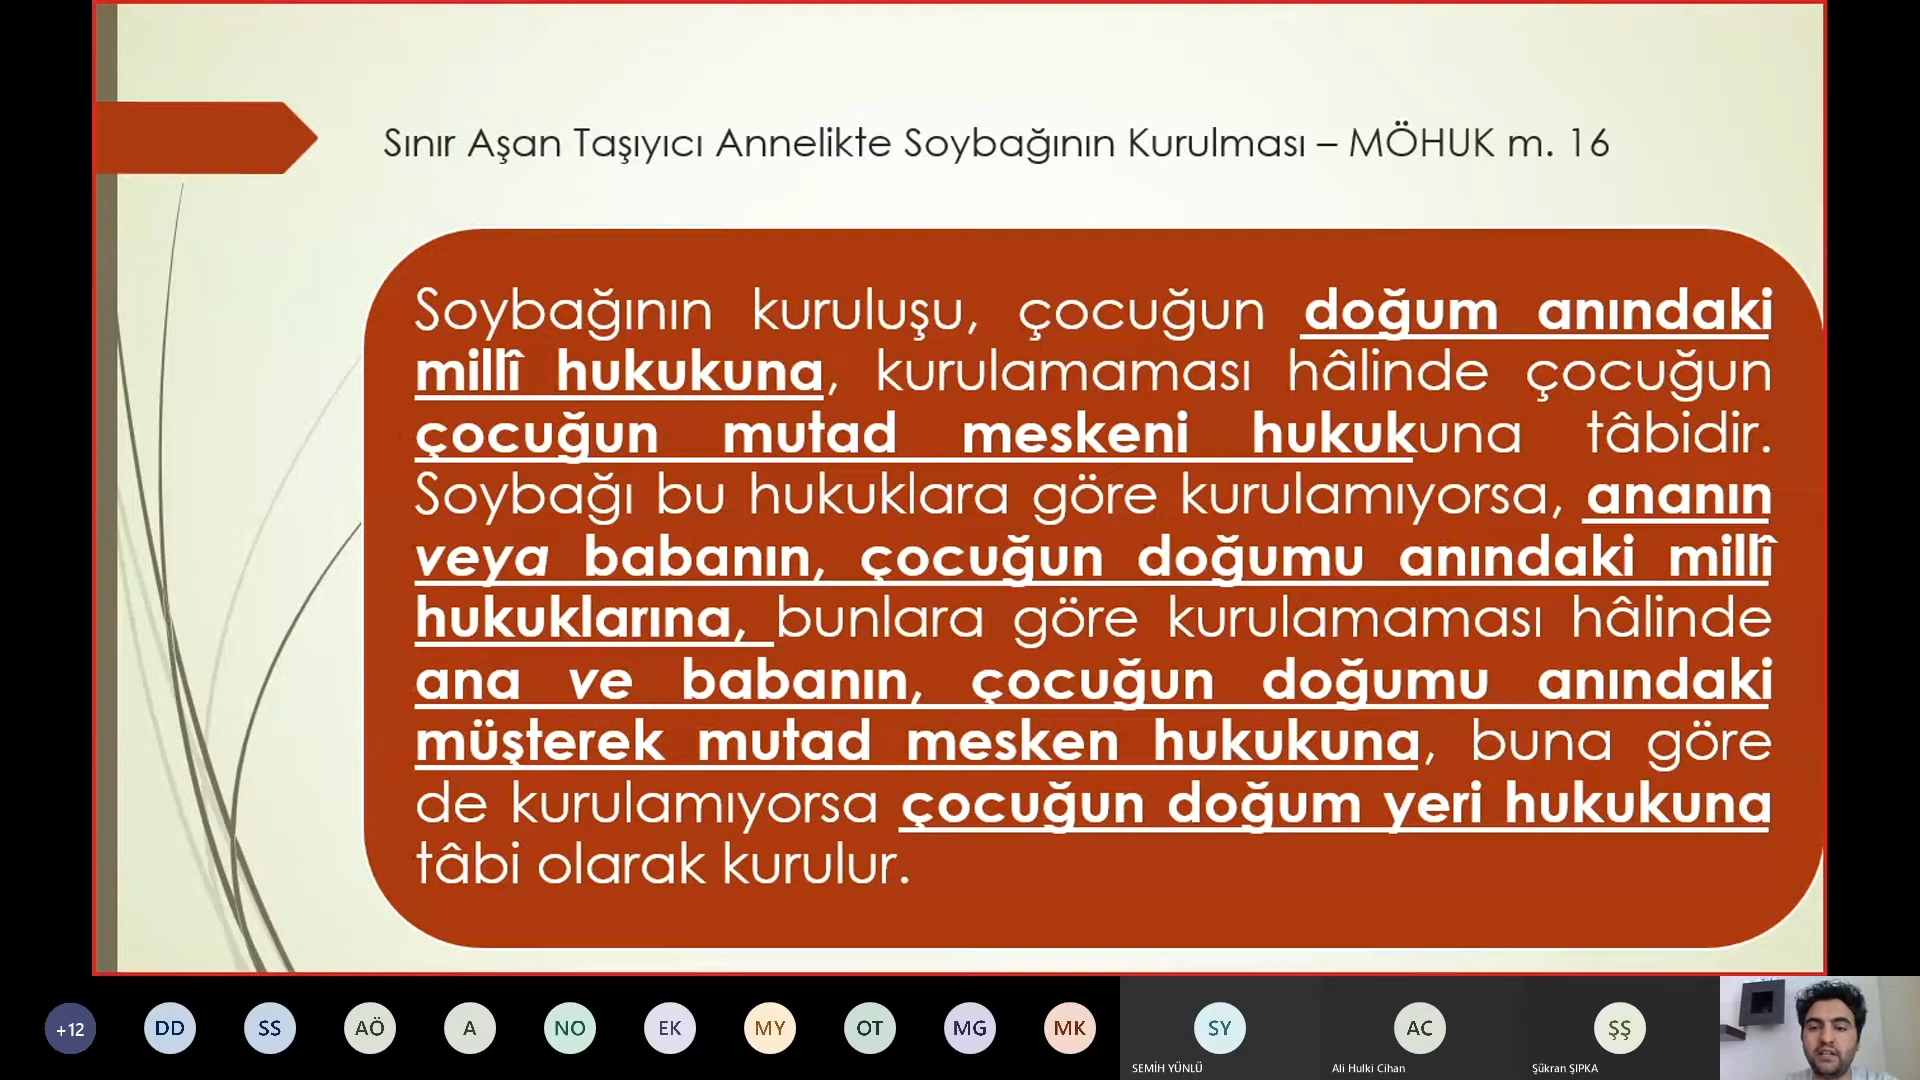 Sınır Aşan Taşıyıcı Annelikte Soybağının Kurulması – MÖHUK m. 16
Soybağının kuruluşu, çocuğun doğum anındaki
millî hukukuna, kurulamaması hâlinde çocuğun
çocuğun mutad meskeni hukukuna tâbidir.
Soybağı bu hukuklara göre kurulamıyorsa, ananın
veya babanın, çocuğun doğumu anındaki millî
hukuklarına, bunlara göre kurulamaması hâlinde
ana ve babanın, çocuğun doğumu anındaki
müşterek mutad mesken hukukuna, buna göre
de kurulamıyorsa çocuğun doğum yeri hukukuna
tâbi olarak kurulur.
+12 DD SS AÖ A NO EK MY OT MG MK SY AC ŞŞ
SEMİH YÜNLÜ Ali Hulki Cihan Şükran ŞIPKA